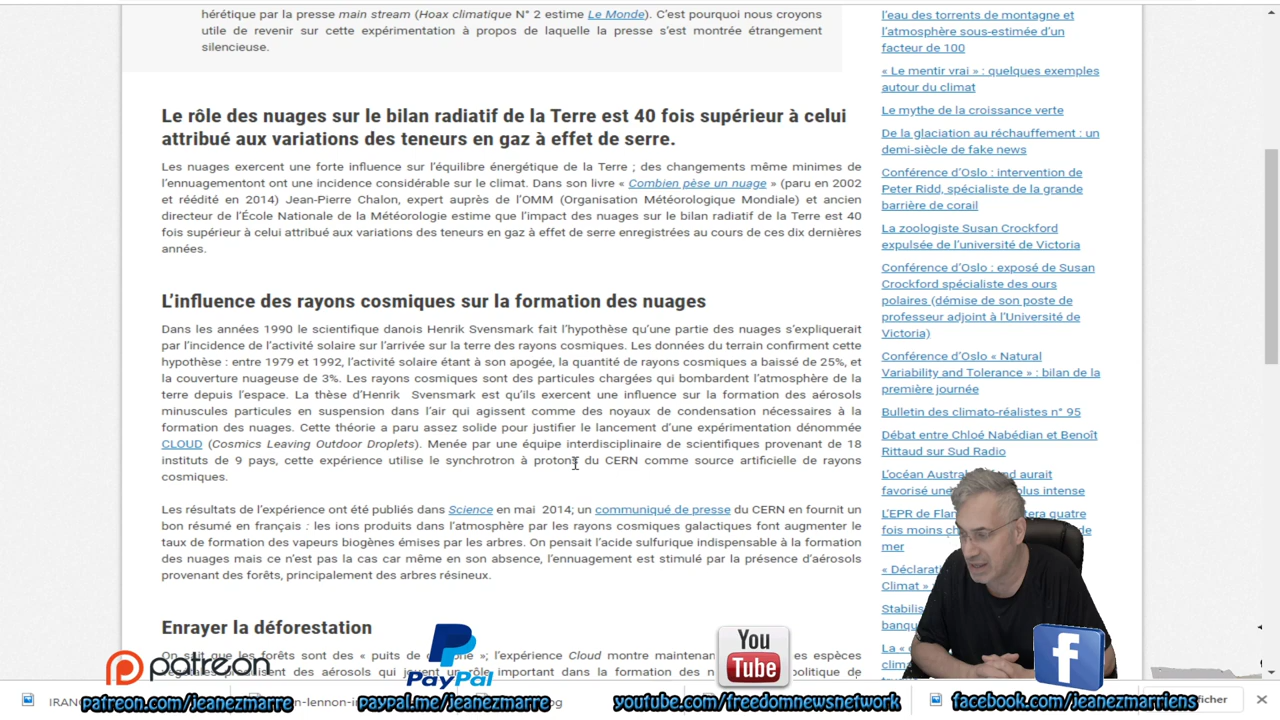 hérétique par la presse main stream (Hoax climatique N° 2 estime Le Monde). C'est pourquoi nous croyons
utile de revenir sur cette expérimentation à propos de laquelle la presse s'est montrée étrangement
silencieuse.
Le rôle des nuages sur le bilan radiatif de la Terre est 40 fois supérieur à celui
attribué aux variations des teneurs en gaz à effet de serre.
Les nuages exercent une forte influence sur l'équilibre énergétique de la Terre ; des changements même minimes de
l'ennuagementont ont une incidence considérable sur le climat. Dans son livre « Combien pèse un nuage » (paru en 2002
et réédité en 2014) Jean-Pierre Chalon, expert auprès de l'OMM (Organisation Météorologique Mondiale) et ancien
directeur de l'École Nationale de la Météorologie estime que l'impact des nuages sur le bilan radiatif de la Terre est 40
fois supérieur à celui attribué aux variations des teneurs en gaz à effet de serre enregistrées au cours de ces dix dernières
années.
L'influence des rayons cosmiques sur la formation des nuages
Dans les années 1990 le scientifique danois Henrik Svensmark fait l'hypothèse qu'une partie des nuages s'expliquerait
par l'incidence de l'activité solaire sur l'arrivée sur la terre des rayons cosmiques. Les données du terrain confirment cette
hypothèse : entre 1979 et 1992, l'activité solaire étant à son apogée, la quantité de rayons cosmiques a baissé de 25%, et
la couverture nuageuse de 3%. Les rayons cosmiques sont des particules chargées qui bombardent l'atmosphère de la
terre depuis l'espace. La thèse d'Henrik Svensmark est qu'ils exercent une influence sur la formation des aérosols
minuscules particules en suspension dans l'air qui agissent comme des noyaux de condensation nécessaires à la
formation des nuages. Cette théorie a paru assez solide pour justifier le lancement d'une expérimentation dénommée
CLOUD (Cosmics Leaving Outdoor Droplets). Menée par une équipe interdisciplinaire de scientifiques provenant de 18
instituts de 9 pays, cette expérience utilise le synchrotron à protons du CERN comme source artificielle de rayons
cosmiques.
Les résultats de l'expérience ont été publiés dans Science en mai 2014; un communiqué de presse du CERN en fournit un
bon résumé en français : les ions produits dans l'atmosphère par les rayons cosmiques galactiques font augmenter le
taux de formation des vapeurs biogènes émises par les arbres. On pensait l'acide sulfurique indispensable à la formation
des nuages mais ce n'est pas la cas car même en son absence, l'ennuagement est stimulé par la présence d'aérosols
provenant des forêts, principalement des arbres résineux.
Enrayer la déforestation
On sait que les forêts sont des « puits de ; l'expérience Cloud montre maintenan es espèces
végétales produisent des aérosols qui jouent un rôle important dans la formation des n olitique de
l'eau des torrents de montagne et
l'atmosphère sous-estimée d'un
facteur de 100
« Le mentir vrai » : quelques exemples
autour du climat
Le mythe de la croissance verte
De la glaciation au réchauffement : un
demi-siècle de fake news
Conférence d'Oslo : intervention de
Peter Ridd, spécialiste de la grande
barrière de corail
La zoologiste Susan Crockford
expulsée de l'université de Victoria
Conférence d'Oslo : exposé de Susan
Crockford spécialiste des ours
polaires (démise de son poste de
professeur adjoint à l'Université de
Victoria)
Conférence d'Oslo « Natural
Variability and Tolerance » : bilan de la
première journée
Bulletin des climato-réalistes n° 95
Débat entre Chloé Nabédian et Benoît
Rittaud sur Sud Radio
L'océan Austral nd aurait
favorisé une plus intense
L'EPR de Fla tera quatre
fois moins ch de
mer
« Déclarat
Climat » :
Stabilis
banqu
La « 
clima
patreon
PayPal
You
Tube
f
IRAN
n-lennon-i
og
ficher
patreon.com/jeanezmarre
paypal.me/jeanezmarre
youtube.com/freedomnewsnetwork
facebook.com/jeanezmarriens